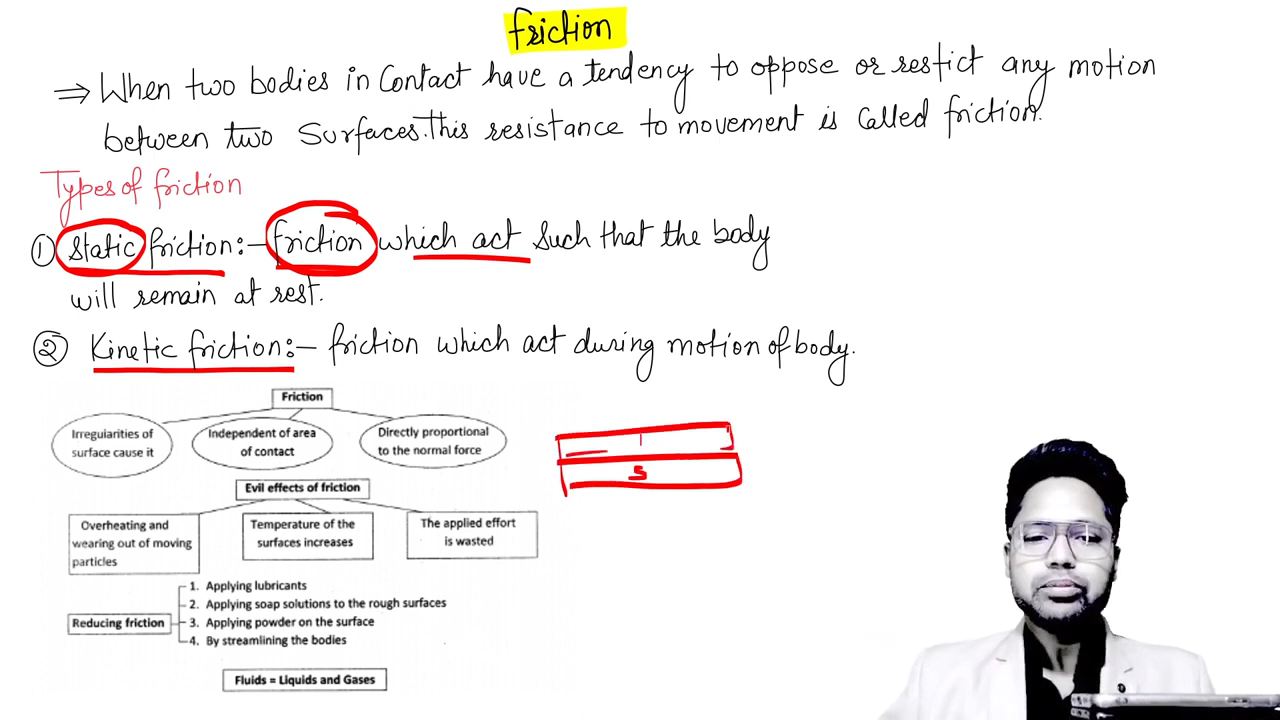 friction
⇒ When two bodies in Contact have a tendency to oppose or restict any motion
between two Surfaces.This resistance to movement is Called friction.
Types of friction
① Static friction:- friction which act Such that the body
will remain at rest.
② Kinetic friction:- friction which act during motion of body.
Friction
Irregularities of
surface cause it
Independent of area
of contact
Directly proportional
to the normal force
Evil effects of friction
Overheating and
wearing out of moving
particles
Temperature of the
surfaces increases
The applied effort
is wasted
Reducing friction
1. Applying lubricants
2. Applying soap solutions to the rough surfaces
3. Applying powder on the surface
4. By streamlining the bodies
Fluids = Liquids and Gases